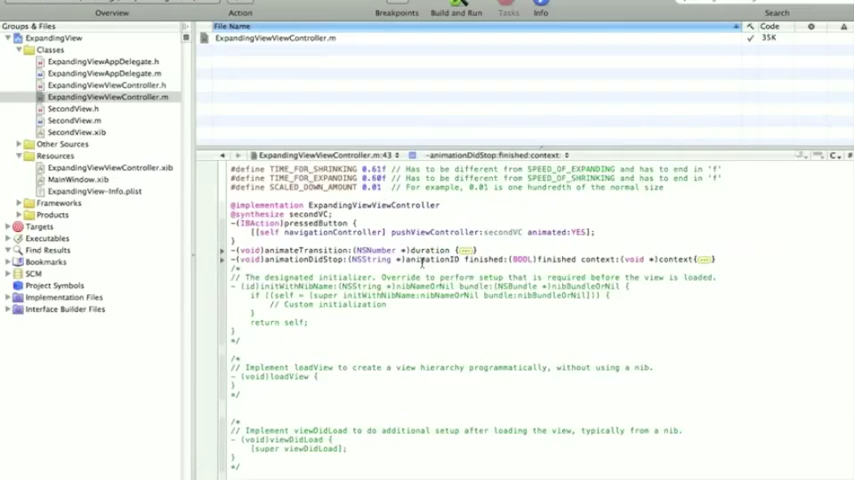 Overview
Action
Breakpoints
Build and Run
Tasks
Info
Search
Groups & Files
ExpandingView
Classes
ExpandingViewAppDelegate.h
ExpandingViewAppDelegate.m
ExpandingViewViewController.h
ExpandingViewViewController.m
SecondView.h
SecondView.m
SecondView.xib
Other Sources
Resources
ExpandingViewViewController.xib
MainWindow.xib
ExpandingView-Info.plist
Frameworks
Products
Targets
Executables
Find Results
Bookmarks
SCM
Project Symbols
Implementation Files
Interface Builder Files
File Name
Code
ExpandingViewViewController.m
35K
ExpandingViewViewController.m:43
-animationDidStop:finished:context:
#define TIME_FOR_SHRINKING 0.61f // Has to be different from SPEED_OF_EXPANDING and has to end in 'f'
#define TIME_FOR_EXPANDING 0.60f // Has to be different from SPEED_OF_SHRINKING and has to end in 'f'
#define SCALED_DOWN_AMOUNT 0.01 // For example, 0.01 is one hundredth of the normal size
@implementation ExpandingViewViewController
@synthesize secondVC;
-(IBAction)pressedButton {
[[self navigationController] pushViewController:secondVC animated:YES];
}
-(void)animateTransition:(NSNumber *)duration {...}
-(void)animationDidStop:(NSString *)animationID finished:(BOOL)finished context:(void *)context{...}
/*
// The designated initializer. Override to perform setup that is required before the view is loaded.
- (id)initWithNibName:(NSString *)nibNameOrNil bundle:(NSBundle *)nibBundleOrNil {
if ((self = [super initWithNibName:nibNameOrNil bundle:nibBundleOrNil])) {
// Custom initialization
}
return self;
}
*/
/*
// Implement loadView to create a view hierarchy programmatically, without using a nib.
- (void)loadView {
}
*/
/*
// Implement viewDidLoad to do additional setup after loading the view, typically from a nib.
- (void)viewDidLoad {
[super viewDidLoad];
}
*/